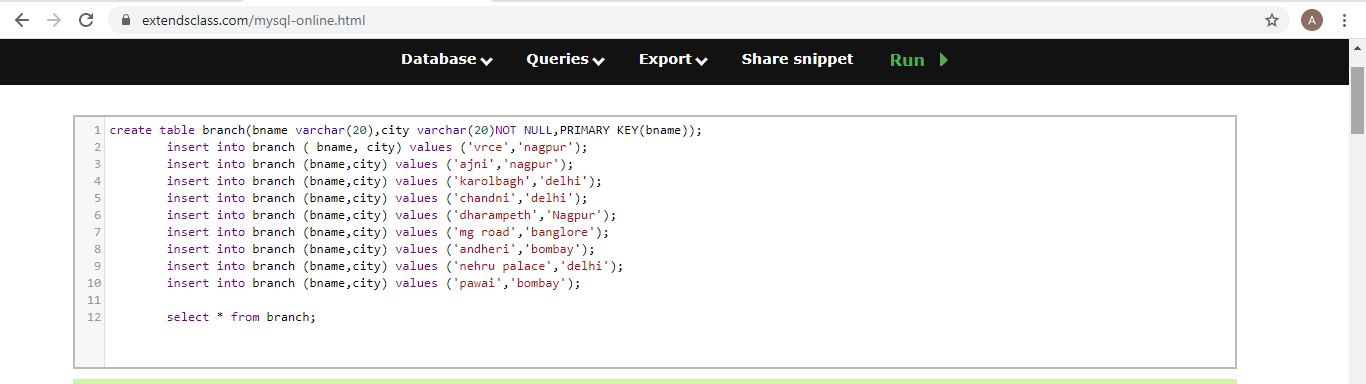 extendsclass.com/mysql-online.html
A
Database Queries Export Share snippet Run
1 create table branch(bname varchar(20),city varchar(20)NOT NULL,PRIMARY KEY(bname));
2 insert into branch ( bname, city) values ('vrce','nagpur');
3 insert into branch (bname,city) values ('ajni','nagpur');
4 insert into branch (bname,city) values ('karolbagh','delhi');
5 insert into branch (bname,city) values ('chandni','delhi');
6 insert into branch (bname,city) values ('dharampeth','Nagpur');
7 insert into branch (bname,city) values ('mg road','banglore');
8 insert into branch (bname,city) values ('andheri','bombay');
9 insert into branch (bname,city) values ('nehru palace','delhi');
10 insert into branch (bname,city) values ('pawai','bombay');
11
12 select * from branch;